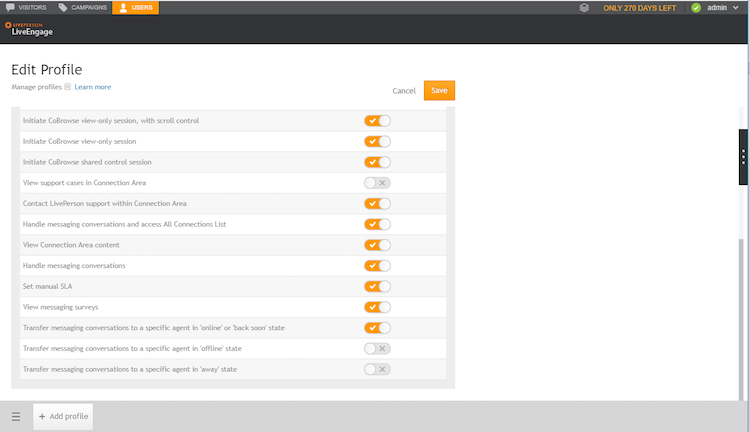 VISITORS CAMPAIGNS USERS ONLY 270 DAYS LEFT admin
LIVEPERSON
LiveEngage
Edit Profile
Manage profiles Learn more
Cancel Save
Initiate CoBrowse view-only session, with scroll control
Initiate CoBrowse view-only session
Initiate CoBrowse shared control session
View support cases in Connection Area
Contact LivePerson support within Connection Area
Handle messaging conversations and access All Connections List
View Connection Area content
Handle messaging conversations
Set manual SLA
View messaging surveys
Transfer messaging conversations to a specific agent in 'online' or 'back soon' state
Transfer messaging conversations to a specific agent in 'offline' state
Transfer messaging conversations to a specific agent in 'away' state
+ Add profile